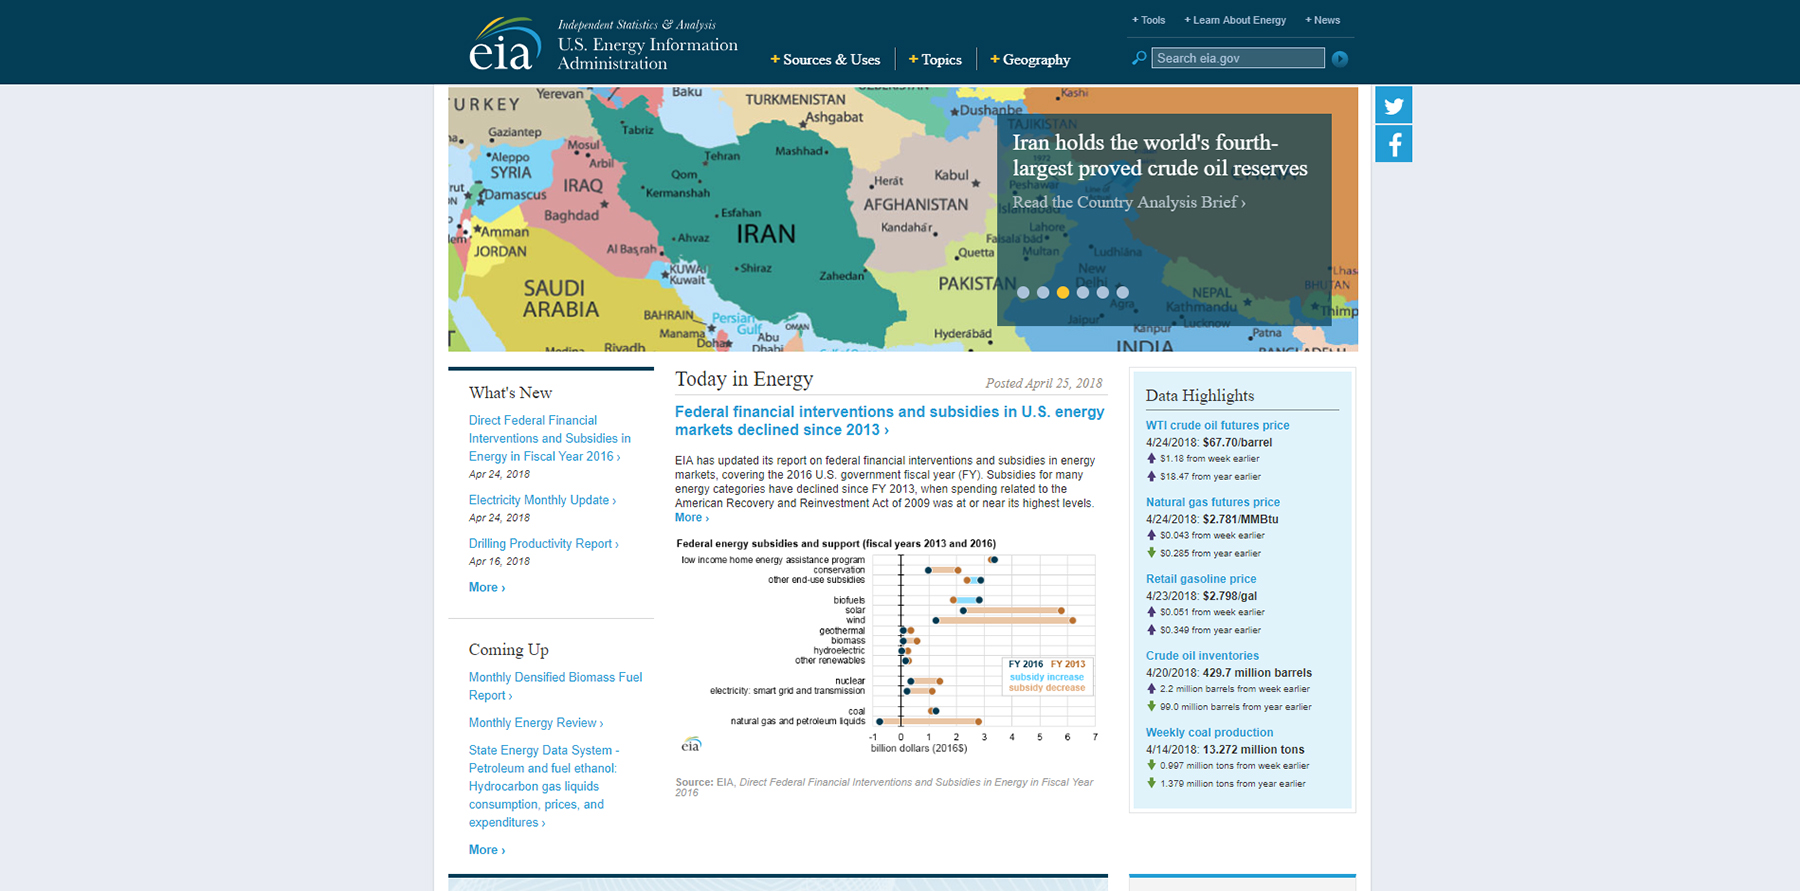 eia
Independent Statistics & Analysis
U.S. Energy Information
Administration
+ Sources & Uses
+ Topics
+ Geography
+ Tools
+ Learn About Energy
+ News
Search eia.gov
TURKEY
Yerevan
Baku
TURKMENISTAN
Ashgabat
Dushanbe
Kashi
TAJIKISTAN
Gaziantep
Tabriz
Mosul
Arbil
Aleppo
SYRIA
Tehran
Mashhad
Qom
Kermanshah
IRAQ
Damascus
Baghdad
Esfahan
IRAN
Herāt
Kabul
AFGHANISTAN
Kandahār
Peshawar
Islamabad
Amman
JORDAN
Ahvaz
Shiraz
Zahedan
Quetta
Lahore
Multan
Ludhiāna
KUWAI
Kuwait
SAUDI
ARABIA
PAKISTAN
New
Delhi
Agra
NEPAL
Kathmandu
Lucknow
Jaipur
Kanpur
Patna
BHUTAN
Thimp
Lhas
BAHRAIN
Manama
Doha
Persian
Gulf
OMAN
Abu
Dhabi
Hyderābād
INDIA
Riyadh
Medina
Iran holds the world's fourth-
largest proved crude oil reserves
Read the Country Analysis Brief ›
What's New
Direct Federal Financial
Interventions and Subsidies in
Energy in Fiscal Year 2016 ›
Apr 24, 2018
Electricity Monthly Update ›
Apr 24, 2018
Drilling Productivity Report ›
Apr 16, 2018
More ›
Coming Up
Monthly Densified Biomass Fuel
Report ›
Monthly Energy Review ›
State Energy Data System -
Petroleum and fuel ethanol:
Hydrocarbon gas liquids
consumption, prices, and
expenditures ›
More ›
Today in Energy
Posted April 25, 2018
Federal financial interventions and subsidies in U.S. energy
markets declined since 2013 ›
EIA has updated its report on federal financial interventions and subsidies in energy
markets, covering the 2016 U.S. government fiscal year (FY). Subsidies for many
energy categories have declined since FY 2013, when spending related to the
American Recovery and Reinvestment Act of 2009 was at or near its highest levels.
More ›
Federal energy subsidies and support (fiscal years 2013 and 2016)
low income home energy assistance program
conservation
other end-use subsidies
biofuels
solar
wind
geothermal
biomass
hydroelectric
other renewables
nuclear
electricity: smart grid and transmission
coal
natural gas and petroleum liquids
FY 2016 FY 2013
subsidy increase
subsidy decrease
-1 0 1 2 3 4 5 6 7
billion dollars (2016$)
eia
Source: EIA, Direct Federal Financial Interventions and Subsidies in Energy in Fiscal Year
2016
Data Highlights
WTI crude oil futures price
4/24/2018: $67.70/barrel
$1.18 from week earlier
$18.47 from year earlier
Natural gas futures price
4/24/2018: $2.781/MMBtu
$0.043 from week earlier
$0.285 from year earlier
Retail gasoline price
4/23/2018: $2.798/gal
$0.051 from week earlier
$0.349 from year earlier
Crude oil inventories
4/20/2018: 429.7 million barrels
2.2 million barrels from week earlier
99.0 million barrels from year earlier
Weekly coal production
4/14/2018: 13.272 million tons
0.997 million tons from week earlier
1.379 million tons from year earlier